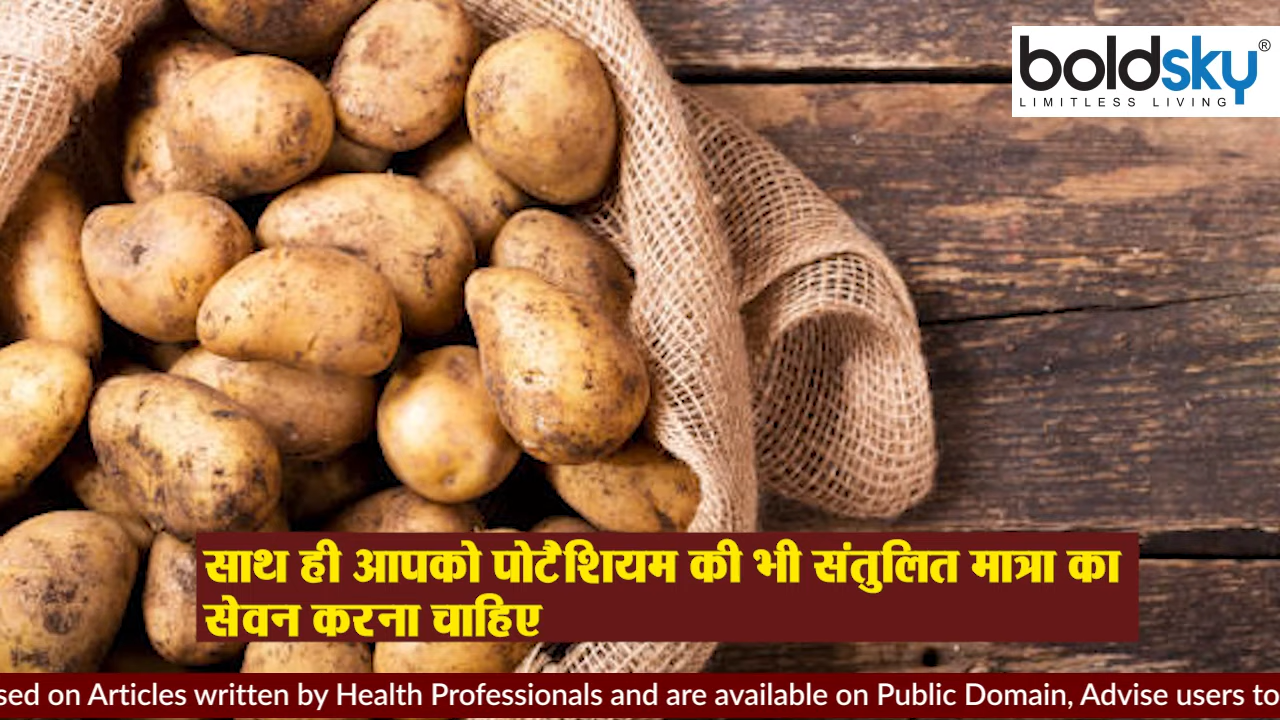 boldsky®
LIMITLESS LIVING
साथ ही आपको पोटैशियम की भी संतुलित मात्रा का
सेवन करना चाहिए
sed on Articles written by Health Professionals and are available on Public Domain, Advise users to